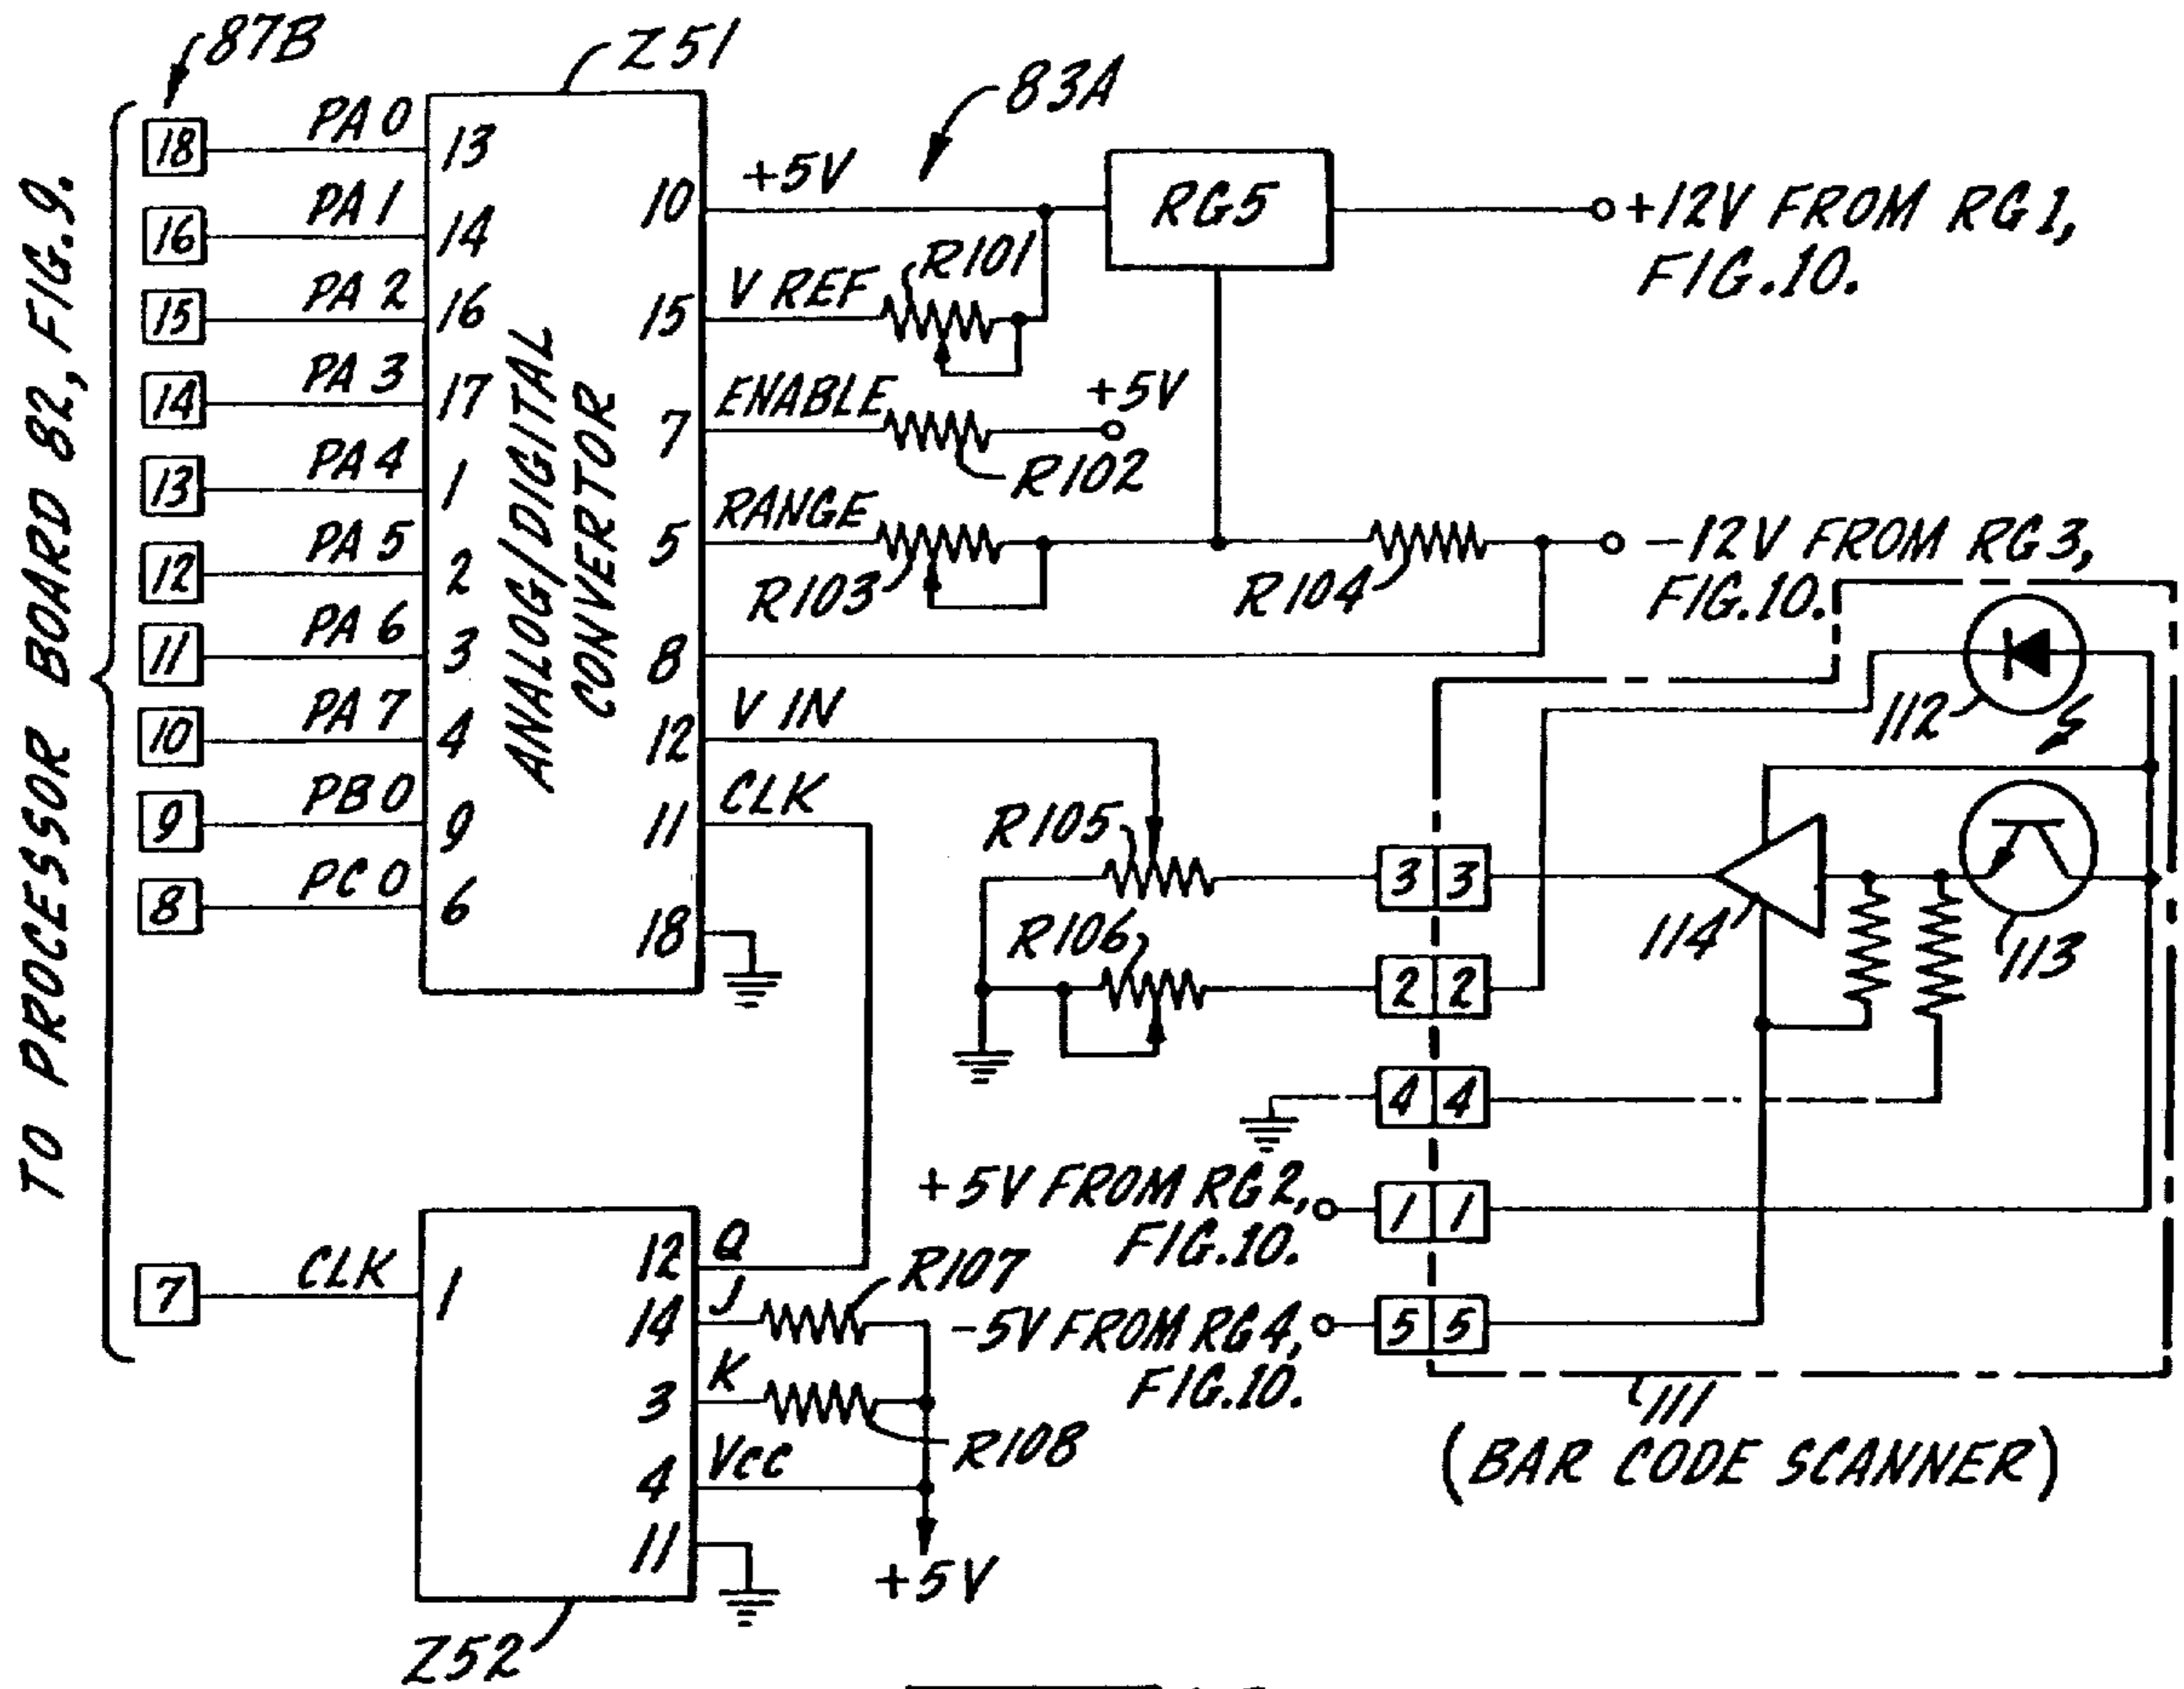 87B
Z51
83A
TO PROCESSOR BOARD 82, FIG.9.
18 PA 0 13
16 PA 1 14
15 PA 2 16
14 PA 3 17
13 PA 4 1
12 PA 5 2
11 PA 6 3
10 PA 7 4
9 PB 0 9
8 PC 0 6
ANALOG/DIGITAL
CONVERTOR
10 +5V
RG5
+12V FROM RG1,
FIG.10.
15 V REF R101
7 ENABLE +5V
R102
5 RANGE
R103
R104
-12V FROM RG3,
FIG.10.
8
12 V IN
11 CLK
18
112
R105
3 3
114
113
R106
2 2
4 4
+5V FROM RG2,
FIG.10.
1 1
-5V FROM RG4,
FIG.10.
5 5
111
(BAR CODE SCANNER)
7 CLK 1
12 Q
14 J R107
3 K
R108
4 VCC
11
+5V
Z52